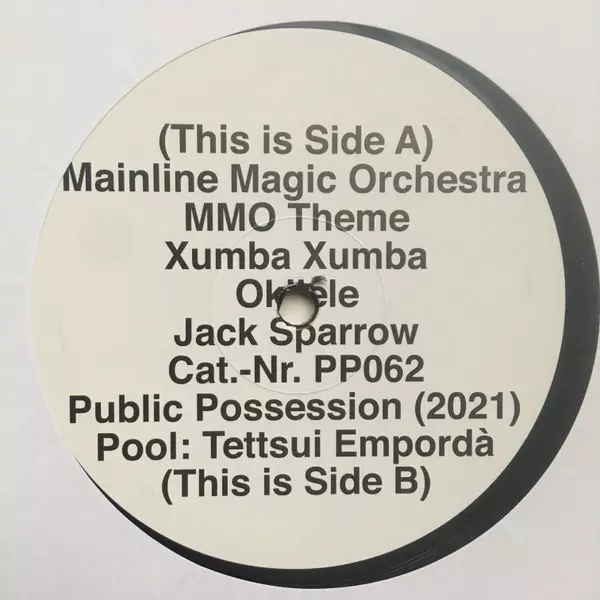 (This is Side A)
Mainline Magic Orchestra
MMO Theme
Xumba Xumba
Jack Sparrow
Cat.-Nr. PP062
Public Possession (2021)
Pool: Tettsui Empordà
(This is Side B)